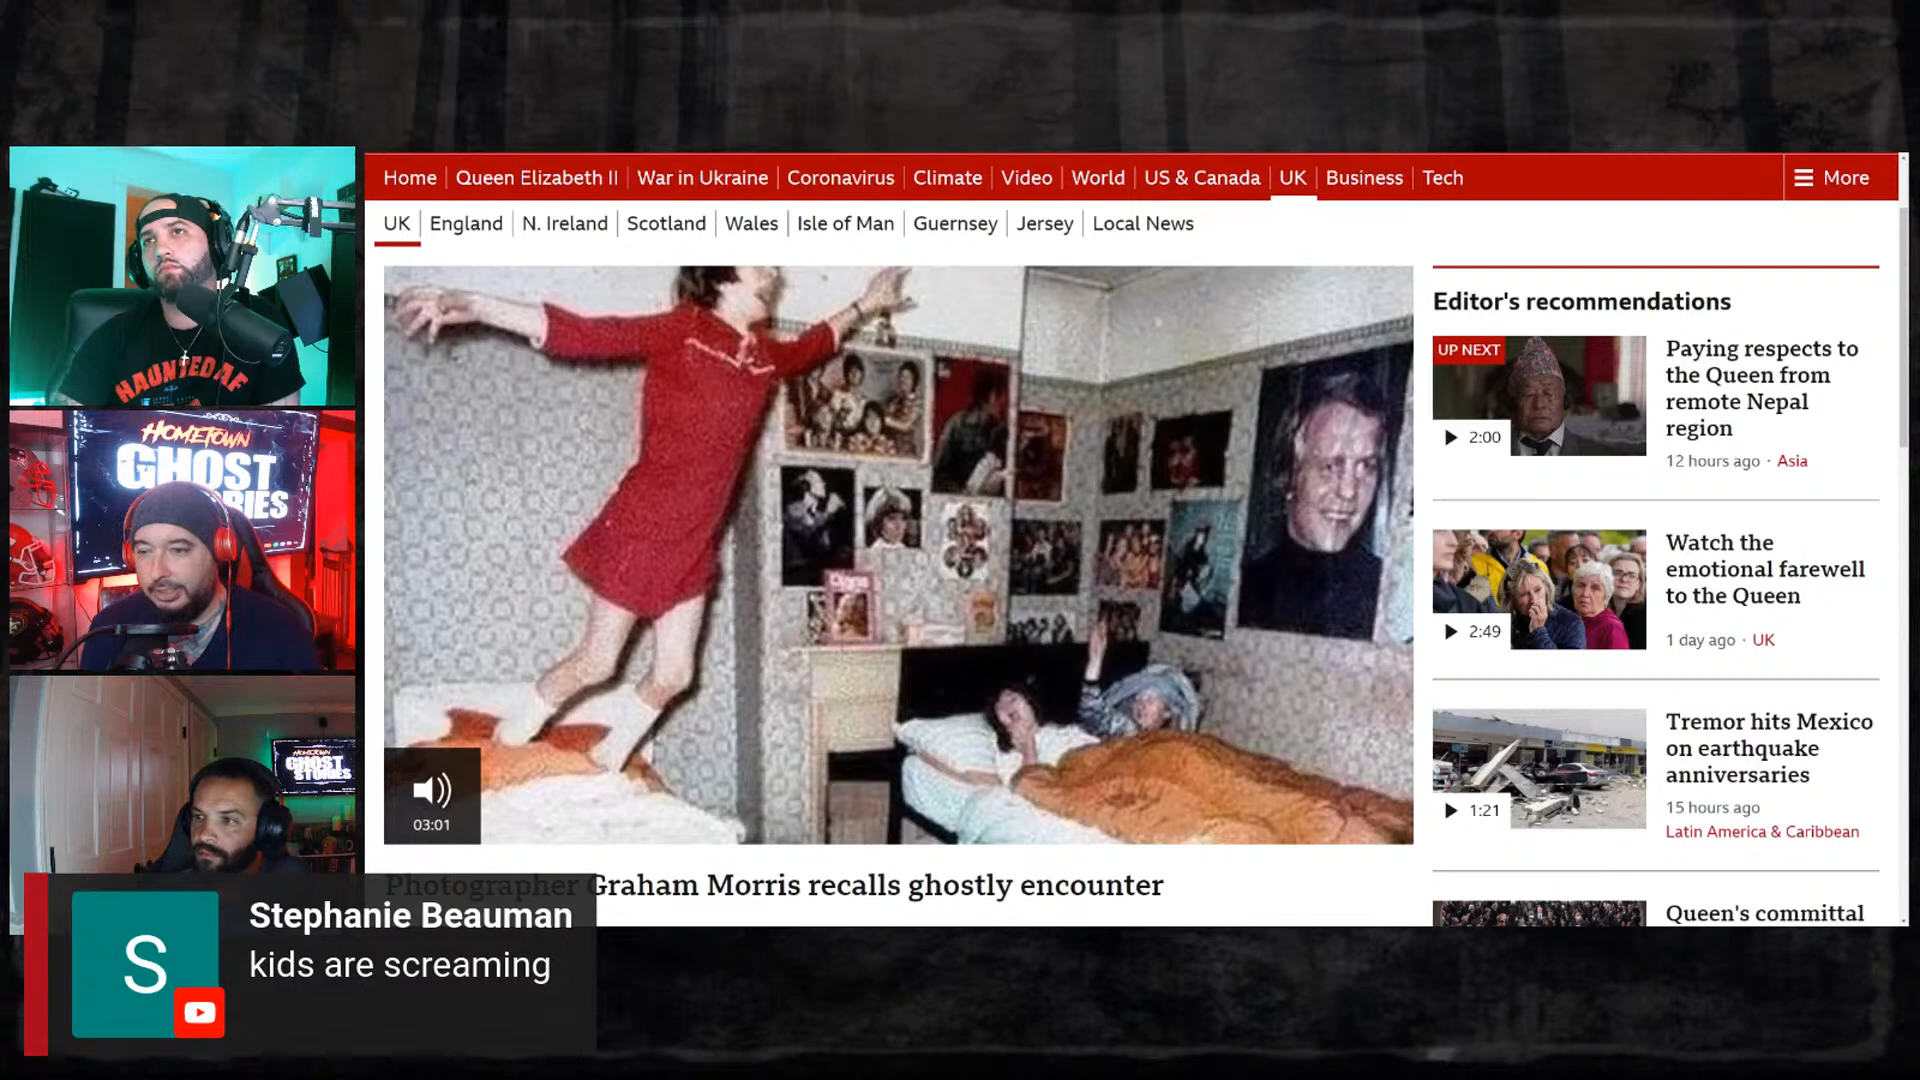 Home
Queen Elizabeth II
War in Ukraine
Coronavirus
Climate
Video
World
US & Canada
UK
Business
Tech
More
UK
England
N. Ireland
Scotland
Wales
Isle of Man
Guernsey
Jersey
Local News
HAUNTED AF
HOMETOWN
GHOST
HOMETOWN
GHOST
STORIES
03:01
Photographer Graham Morris recalls ghostly encounter
Editor's recommendations
UP NEXT
2:00
Paying respects to
the Queen from
remote Nepal
region
12 hours ago · Asia
2:49
Watch the
emotional farewell
to the Queen
1 day ago · UK
1:21
Tremor hits Mexico
on earthquake
anniversaries
15 hours ago
Latin America & Caribbean
Queen's committal
S
Stephanie Beauman
kids are screaming